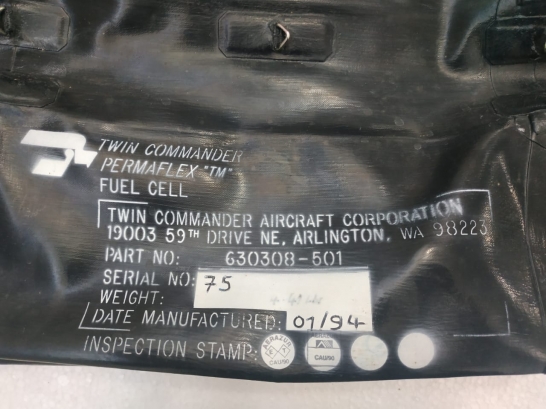 TWIN COMMANDER
PERMAFLEX "TM"
FUEL CELL
TWIN COMMANDER AIRCRAFT CORPORATION
19003 59TH DRIVE NE, ARLINGTON, WA 98223
PART NO: 630308-501
SERIAL NO: 75
WEIGHT:
DATE MANUFACTURED: 01/94
INSPECTION STAMP: